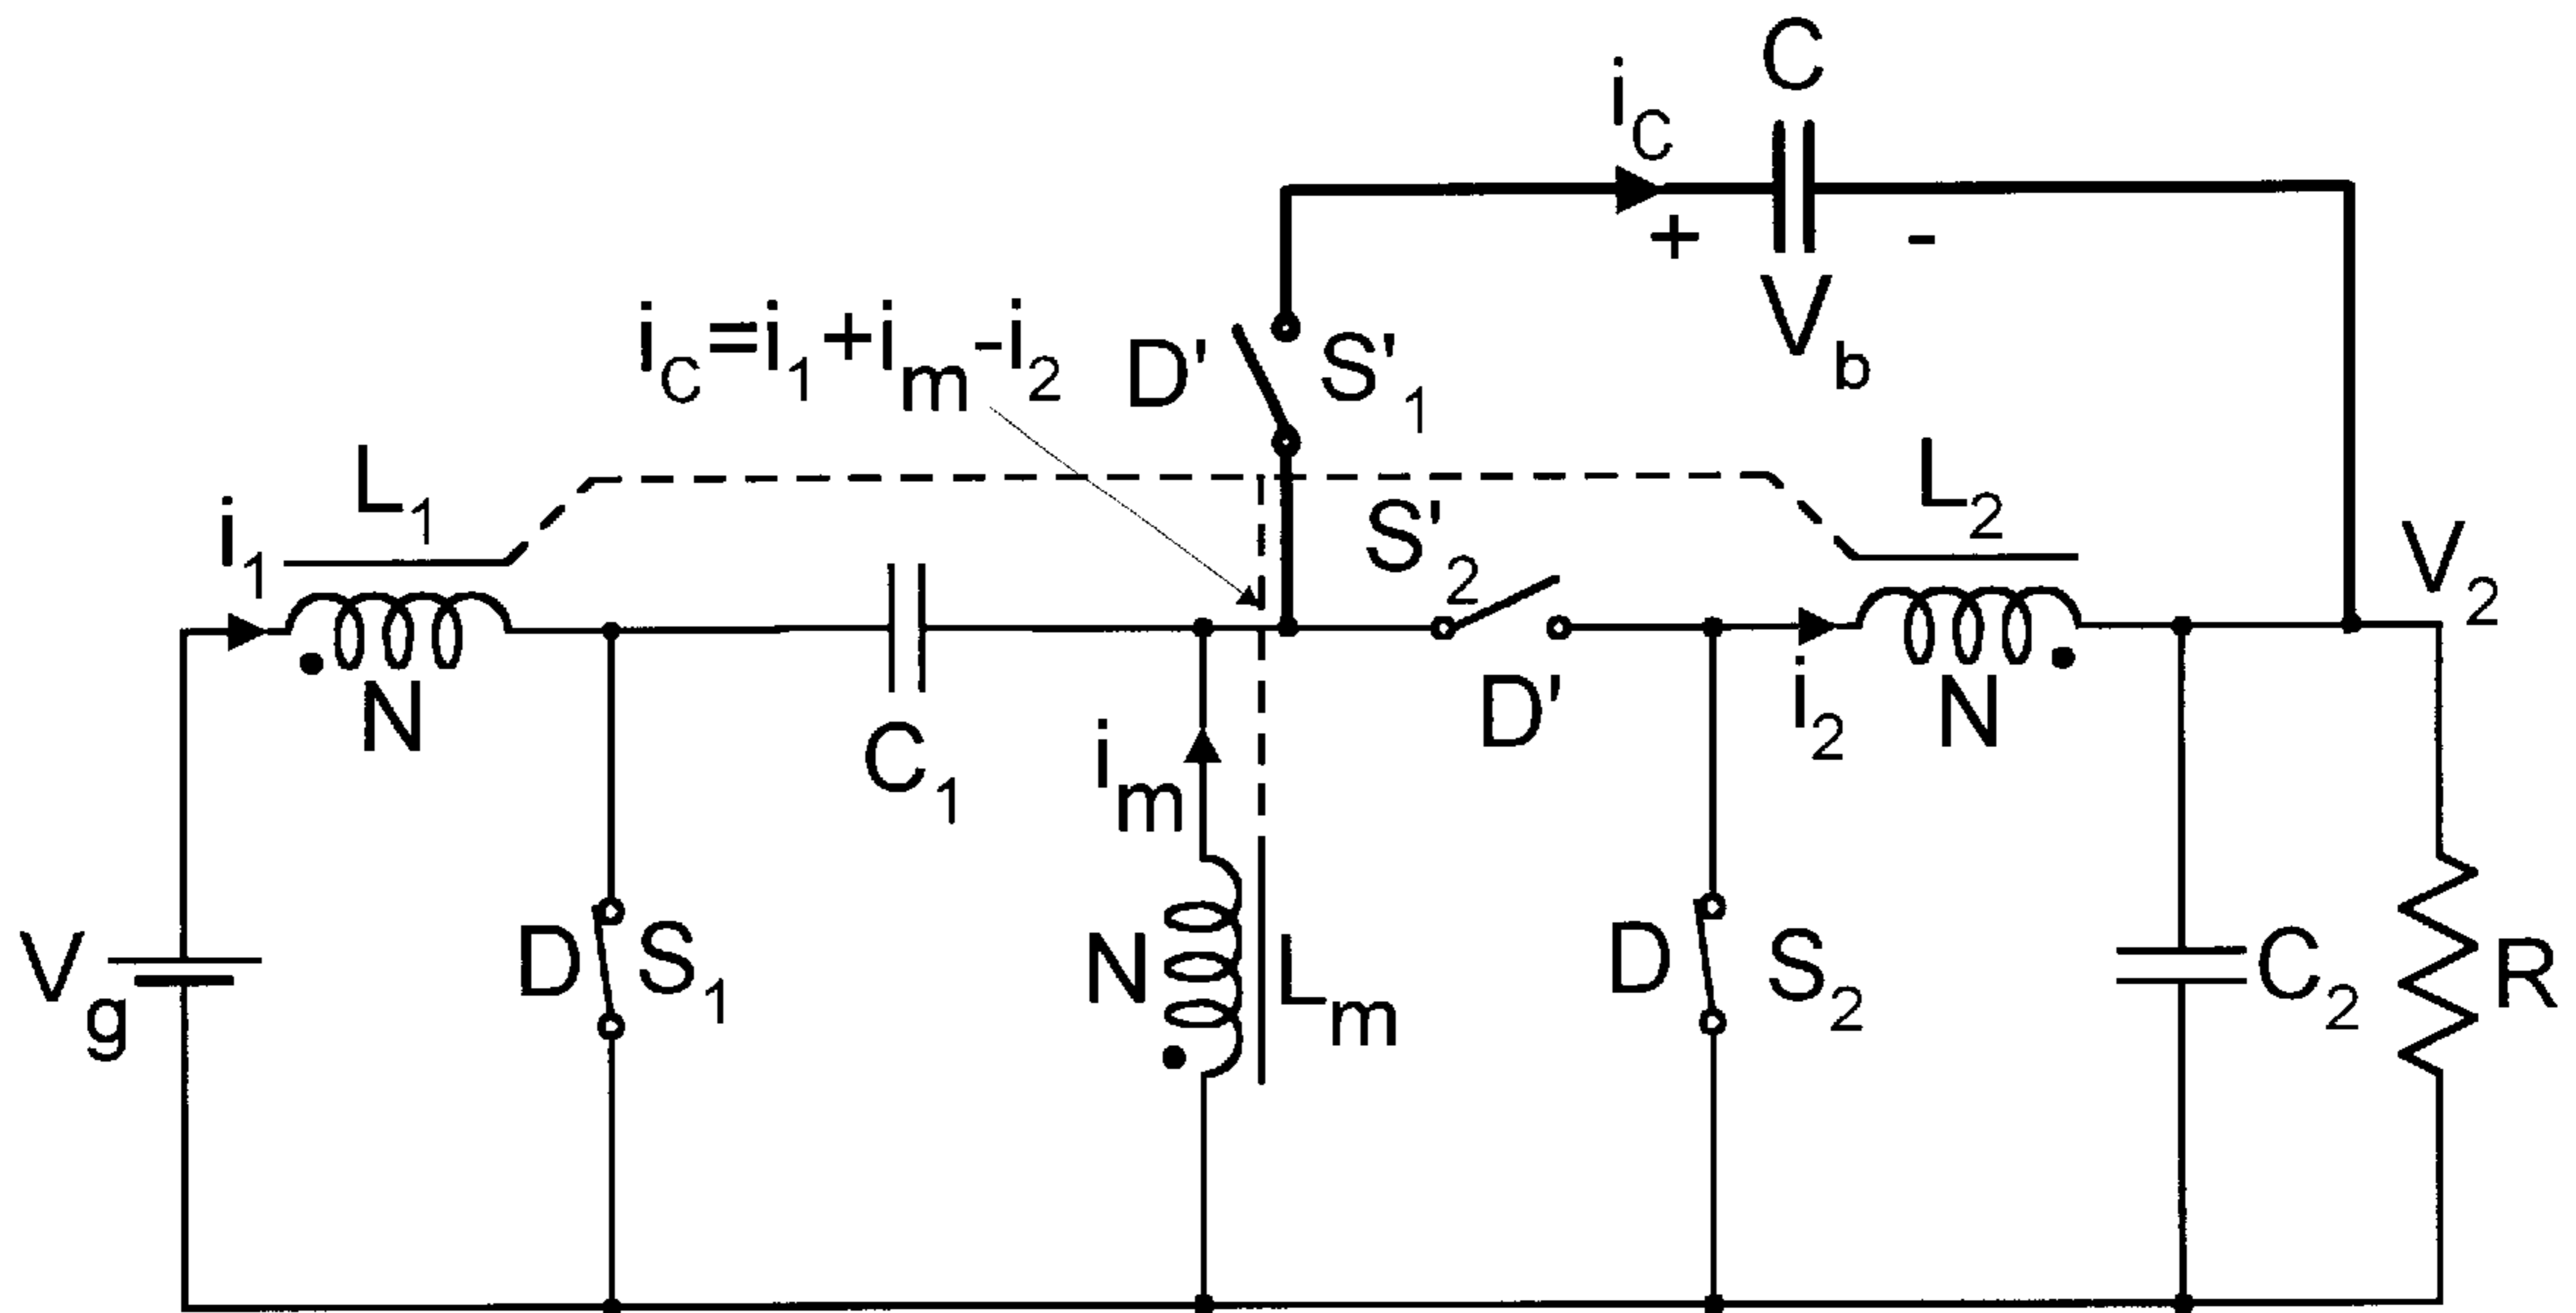 C
i_C
+ -
V_b
i_C=i_1+i_m-i_2
D' S'_1
L_1
i_1
N
C_1
S'_2
D'
L_2
i_2
N
V_2
i_m
N
L_m
V_g
D S_1
D S_2
C_2
R